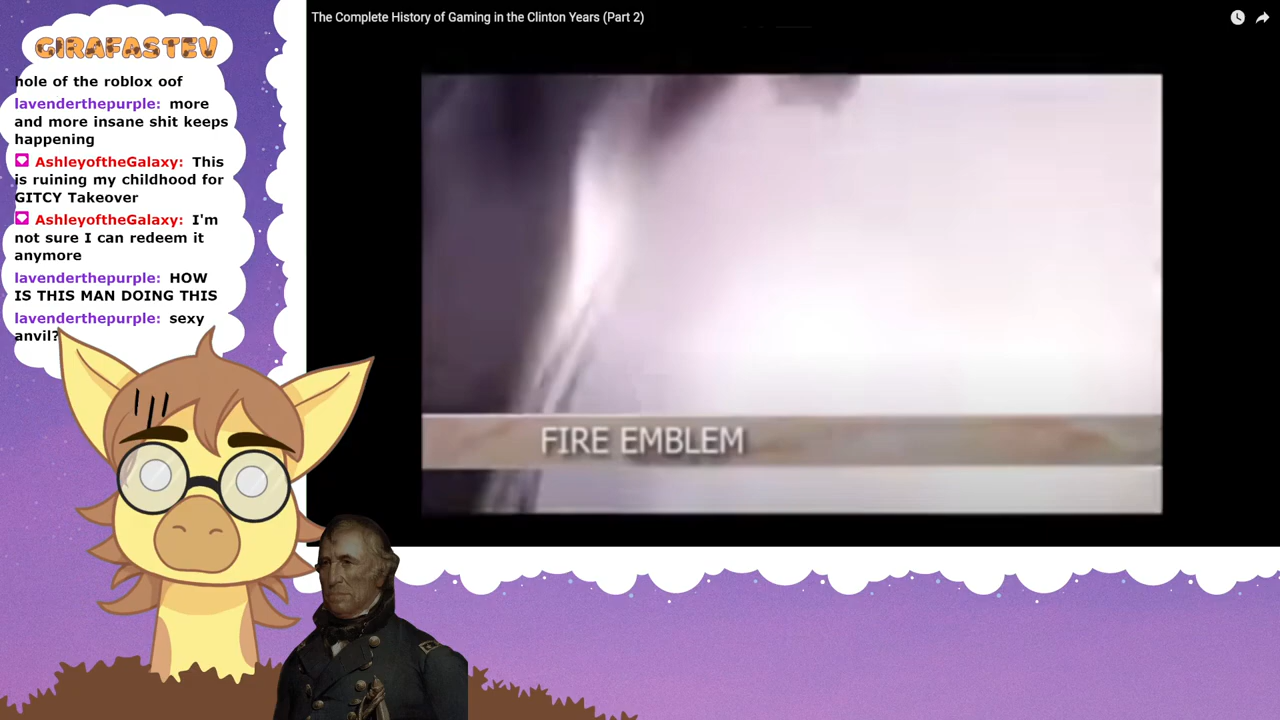 The Complete History of Gaming in the Clinton Years (Part 2)
GIRAFASTEV
hole of the roblox oof
lavenderthepurple: more
and more insane shit keeps
happening
AshleyoftheGalaxy: This
is ruining my childhood for
GITCY Takeover
AshleyoftheGalaxy: I'm
not sure I can redeem it
anymore
lavenderthepurple: HOW
IS THIS MAN DOING THIS
lavenderthepurple: sexy
anvil?
FIRE EMBLEM